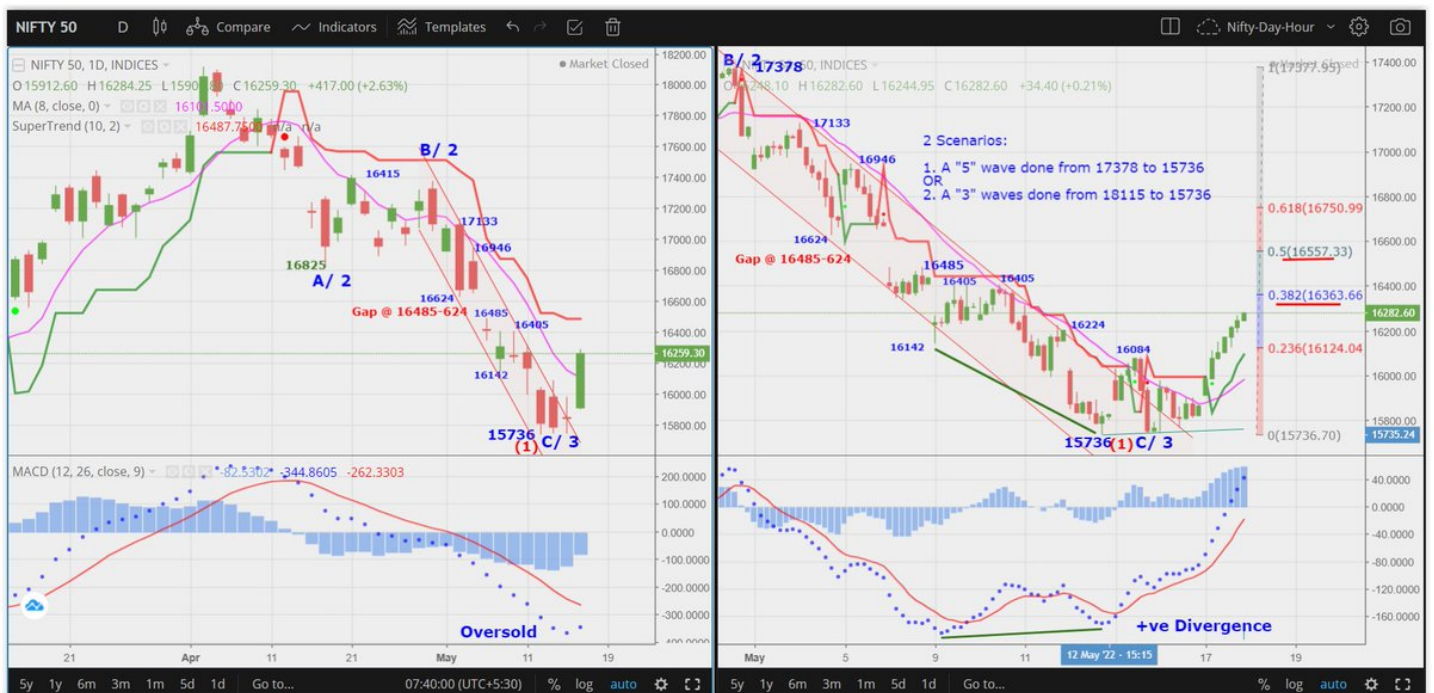 NIFTY 50 D Compare Indicators Templates Nifty-Day-Hour
NIFTY 50, 1D, INDICES Market Closed
H 16284.25 C 16259.30 +417.00 (+2.63%)
O 15912.60
MA (8, close, 0)
SuperTrend (10, 2) 16487.7500 n/a n/a
B/ 2
16415
17133
16946
16825
A/ 2
16624
Gap @ 16485-624
16485
16405
16142
15736
(1)
C/ 3
18200.00
18000.00
17800.00
17600.00
17400.00
17200.00
17000.00
16800.00
16600.00
16400.00
16259.30
16200.00
16000.00
15800.00
MACD (12, 26, close, 9) -82.5302 -344.8605 -262.3303
Oversold
200.0000
100.0000
0.0000
-100.0000
-200.0000
-300.0000
21 Apr 11 21 May 11 19
5y 1y 6m 3m 1m 5d 1d Go to... 07:40:00 (UTC+5:30) % log auto
B/ 2
17378
50, INDICES
H 16282.60 L 16244.95 C 16282.60 +34.40 (+0.21%)
17133
16946
2 Scenarios:
1. A "5" wave done from 17378 to 15736
OR
2. A "3" waves done from 18115 to 15736
16624
Gap @ 16485-624
16485
16405
16405
16142
16224
16084
15736
(1)
C/ 3
1(17377.95)
0.618(16750.99
0.5(16557.33)
0.382(16363.66
0.236(16124.04
0(15736.70)
17400.00
17200.00
17000.00
16800.00
16600.00
16400.00
16282.60
16000.00
15800.00
15735.24
+ve Divergence
40.0000
0.0000
-40.0000
-80.0000
-120.0000
-160.0000
May 5 9 11 12 May '22 - 15:15 17 19
5y 1y 6m 3m 1m 5d 1d Go to... % log auto